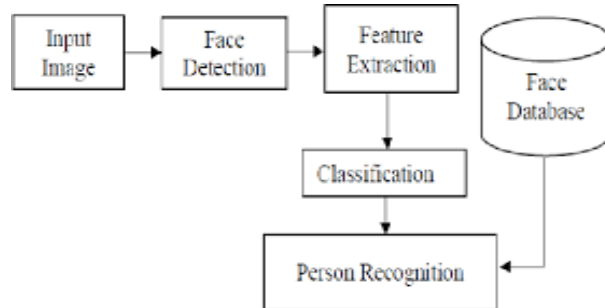 Input
Image
Face
Detection
Feature
Extraction
Face
Database
Classification
Person Recognition